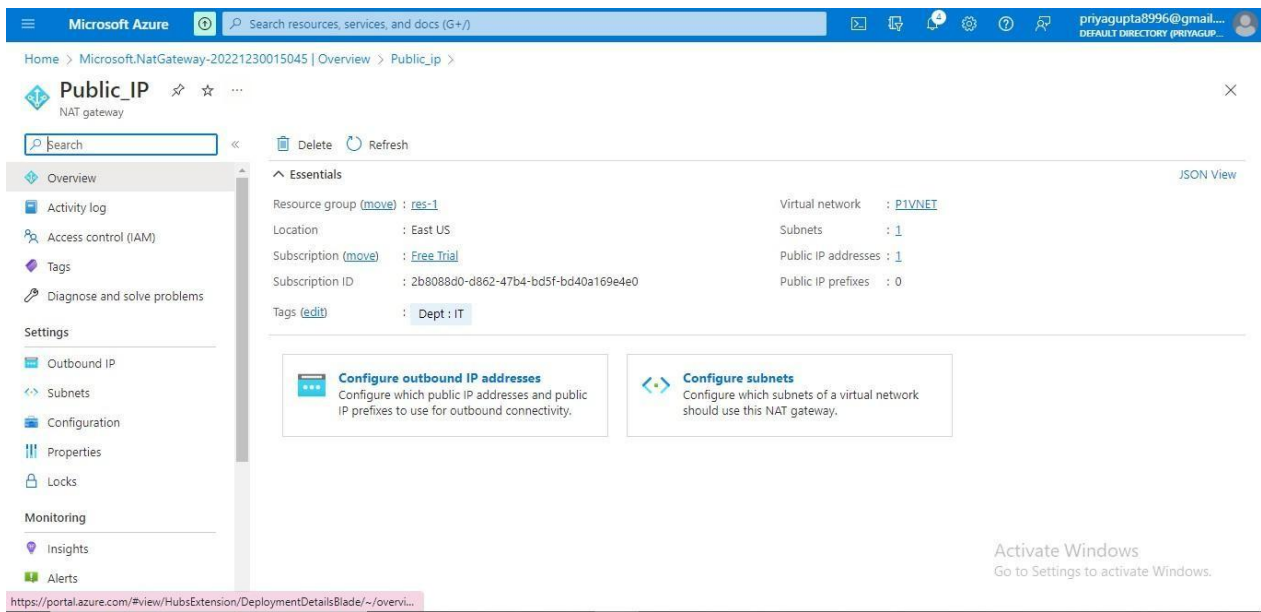 Microsoft Azure
Search resources, services, and docs (G+/)
4
priyagupta8996@gmail....
DEFAULT DIRECTORY (PRIYAGUP...
Home > Microsoft.NatGateway-20221230015045 | Overview > Public_ip >
Public_IP
NAT gateway
Search
«
Delete
Refresh
Overview
Activity log
Access control (IAM)
Tags
Diagnose and solve problems
Settings
Outbound IP
Subnets
Configuration
Properties
Locks
Monitoring
Insights
Alerts
Essentials
JSON View
Resource group (move) : res-1
Location : East US
Subscription (move) : Free Trial
Subscription ID : 2b8088d0-d862-47b4-bd5f-bd40a169e4e0
Tags (edit) : Dept : IT
Virtual network : P1VNET
Subnets : 1
Public IP addresses : 1
Public IP prefixes : 0
Configure outbound IP addresses
Configure which public IP addresses and public
IP prefixes to use for outbound connectivity.
Configure subnets
Configure which subnets of a virtual network
should use this NAT gateway.
Activate Windows
Go to Settings to activate Windows.
https://portal.azure.com/#view/HubsExtension/DeploymentDetailsBlade/~/overvi...